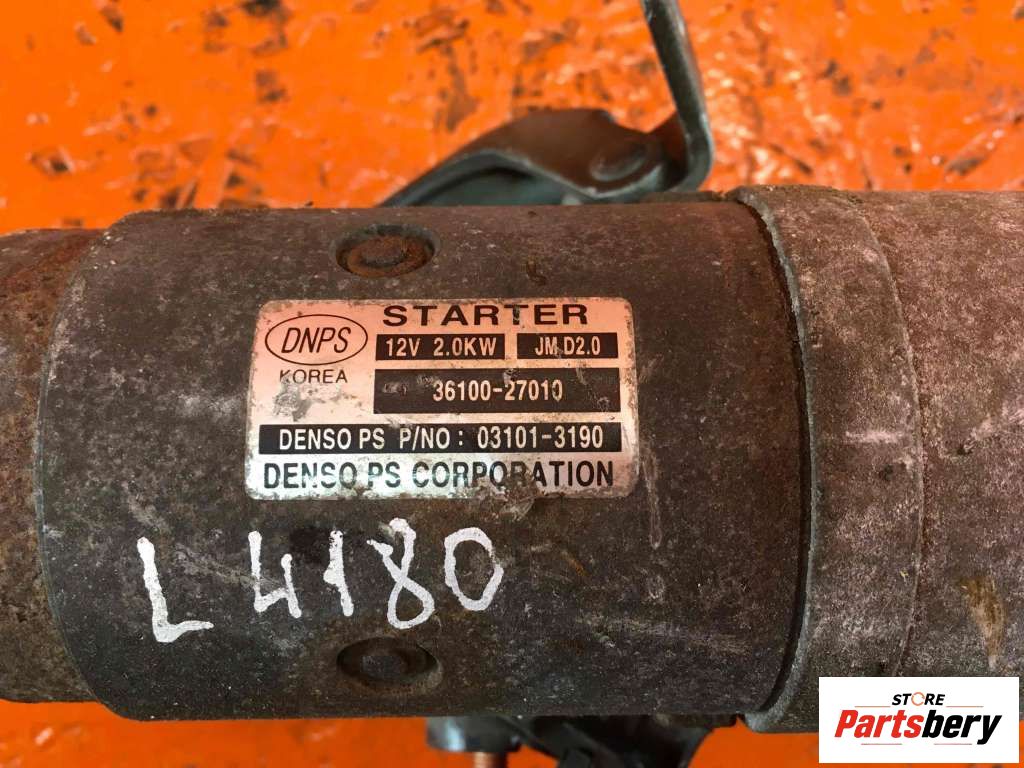 STARTER
DNPS
12V 2.0KW JM D2.0
KOREA
36100-27010
DENSO PS P/NO: 03101-3190
DENSO PS CORPORATION
L 4180
STORE
Partsbery